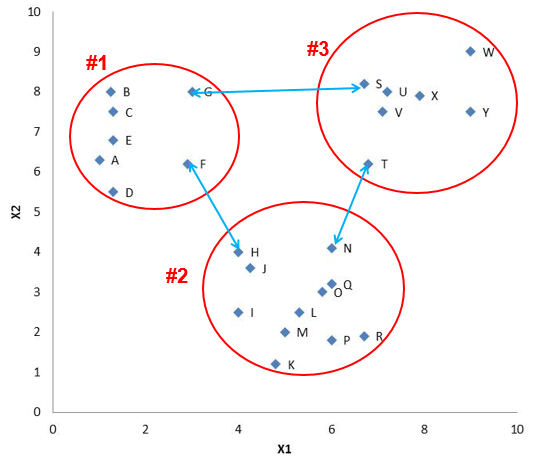 10
9
8
7
6
5
4
3
2
1
0
X2
0
2
4
6
8
10
X1
#1
#2
#3
B
G
C
E
A
F
D
W
S
U
X
V
Y
T
H
N
J
Q
O
I
L
M
P
R
K